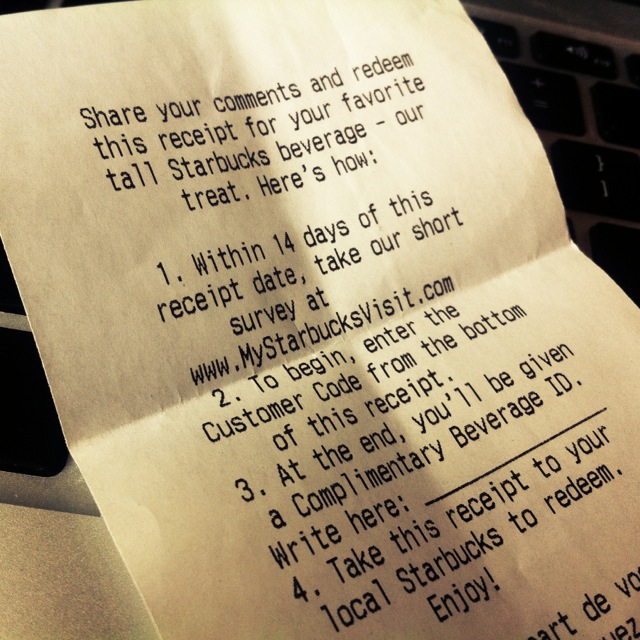 Share your comments and redeem
this receipt for your favorite
tall Starbucks beverage - our
treat. Here's how:
1. Within 14 days of this
receipt date, take our short
survey at
www.MyStarbucksVisit.com
2. To begin, enter the
Customer Code from the bottom
of this receipt.
3. At the end, you'll be given
a Complimentary Beverage ID.
Write here: ____________
4. Take this receipt to your
local Starbucks to redeem.
Enjoy!
part de